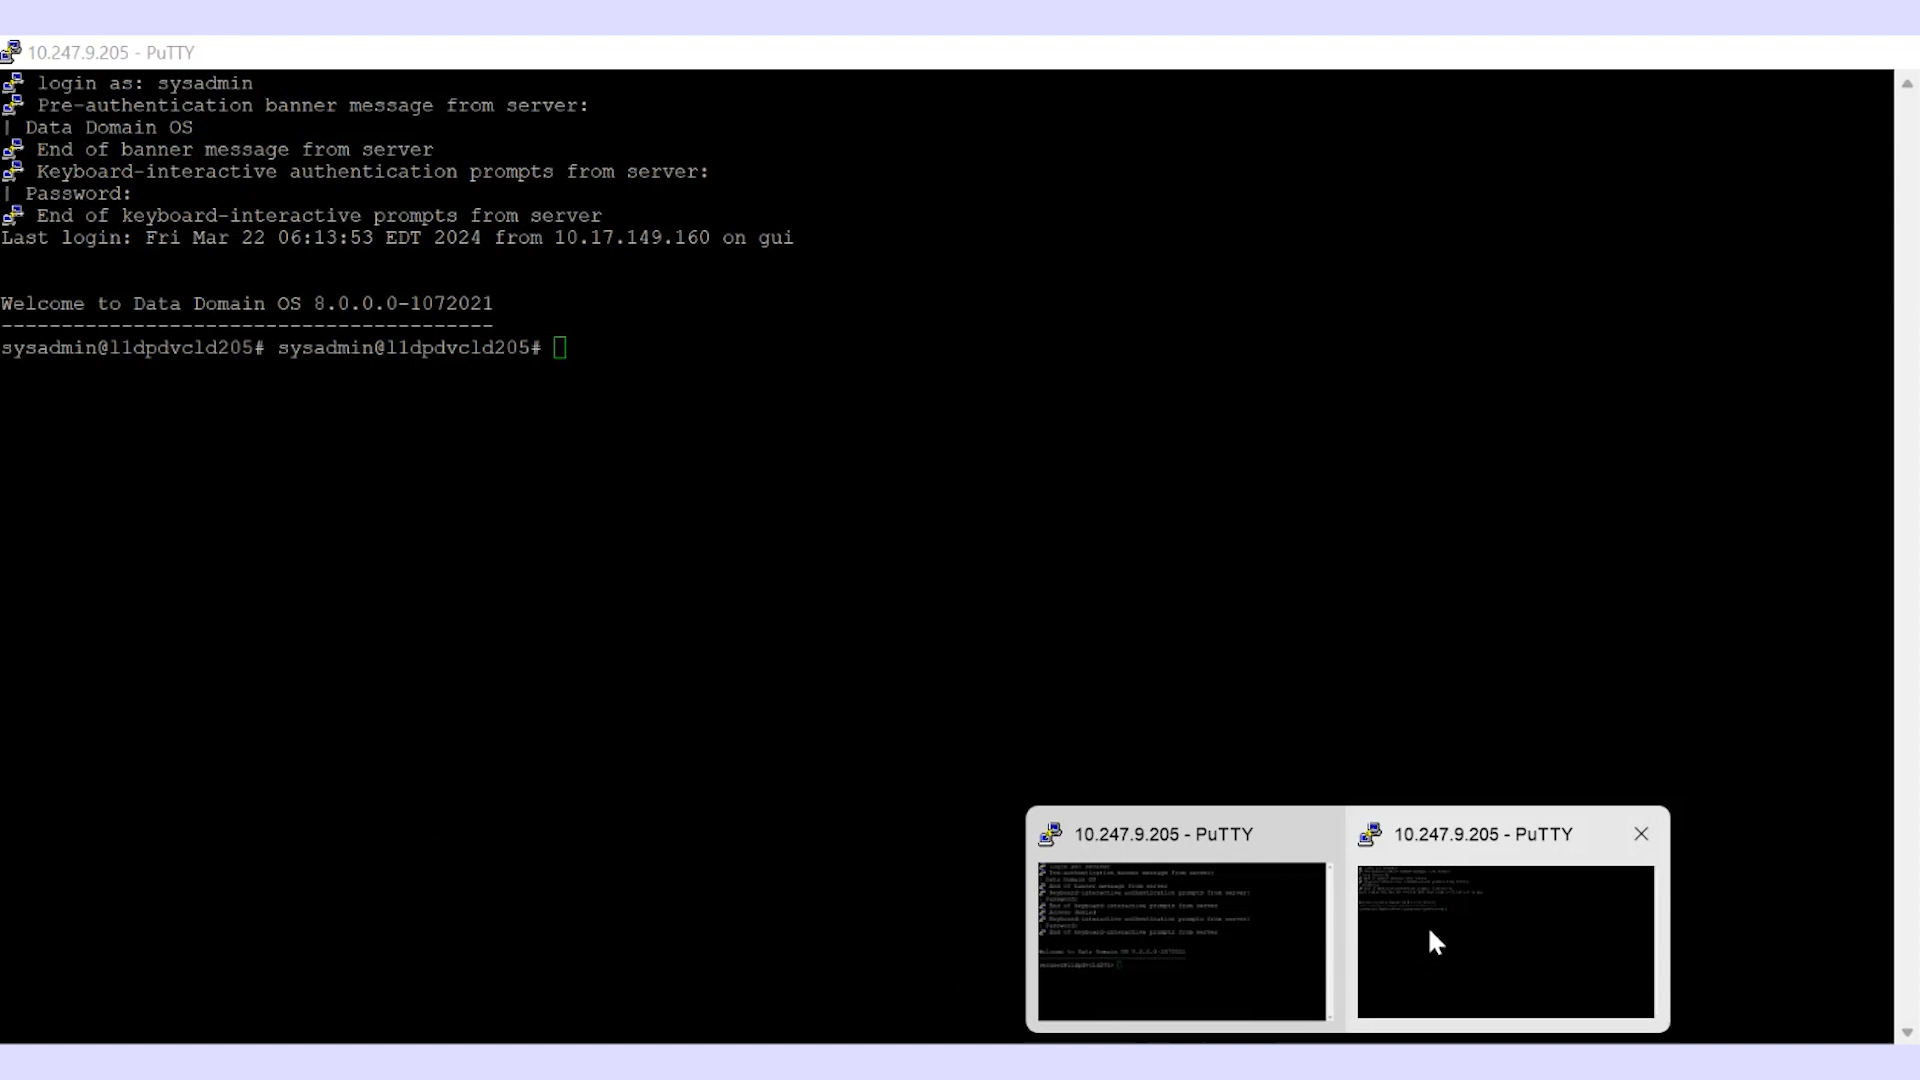 10.247.9.205 - PuTTY
login as: sysadmin
Pre-authentication banner message from server:
| Data Domain OS
End of banner message from server
Keyboard-interactive authentication prompts from server:
| Password:
End of keyboard-interactive prompts from server
Last login: Fri Mar 22 06:13:53 EDT 2024 from 10.17.149.160 on gui
Welcome to Data Domain OS 8.0.0.0-1072021
-----------------------------------------
sysadmin@lldpdvcld205# sysadmin@lldpdvcld205#
10.247.9.205 - PuTTY
10.247.9.205 - PuTTY